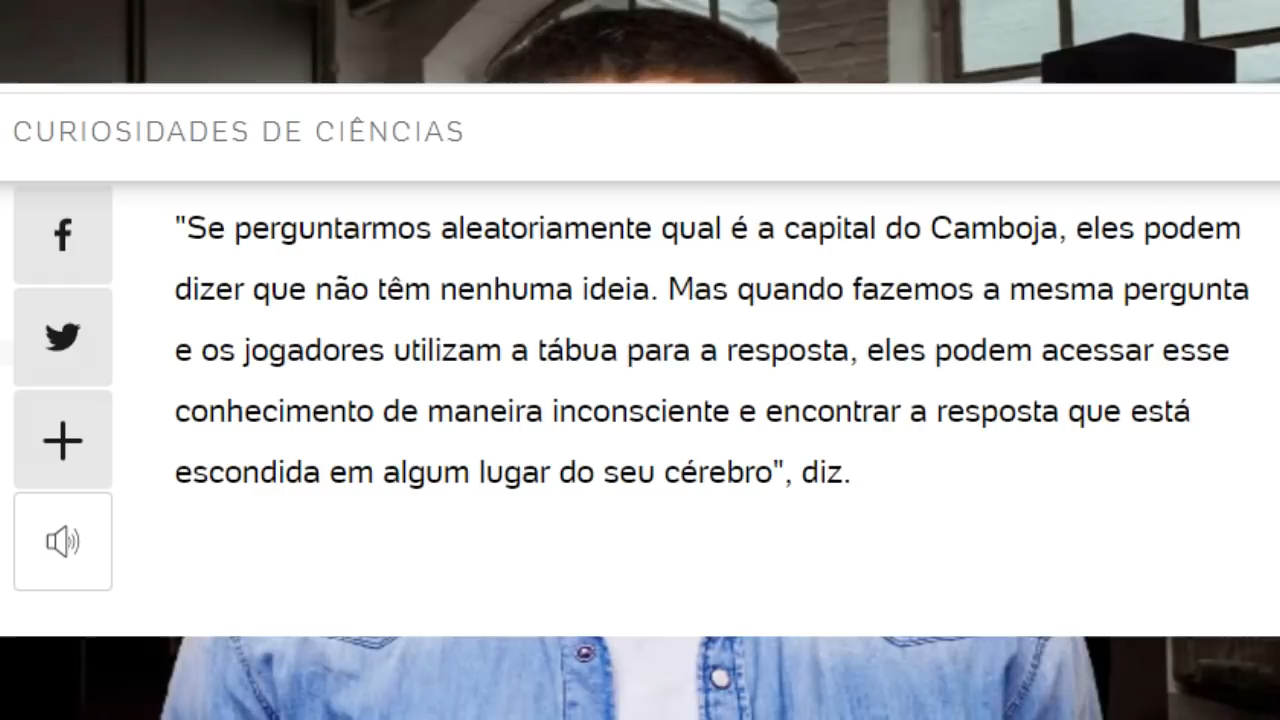 CURIOSIDADES DE CIÊNCIAS
"Se perguntarmos aleatoriamente qual é a capital do Camboja, eles podem
dizer que não têm nenhuma ideia. Mas quando fazemos a mesma pergunta
e os jogadores utilizam a tábua para a resposta, eles podem acessar esse
conhecimento de maneira inconsciente e encontrar a resposta que está
escondida em algum lugar do seu cérebro", diz.